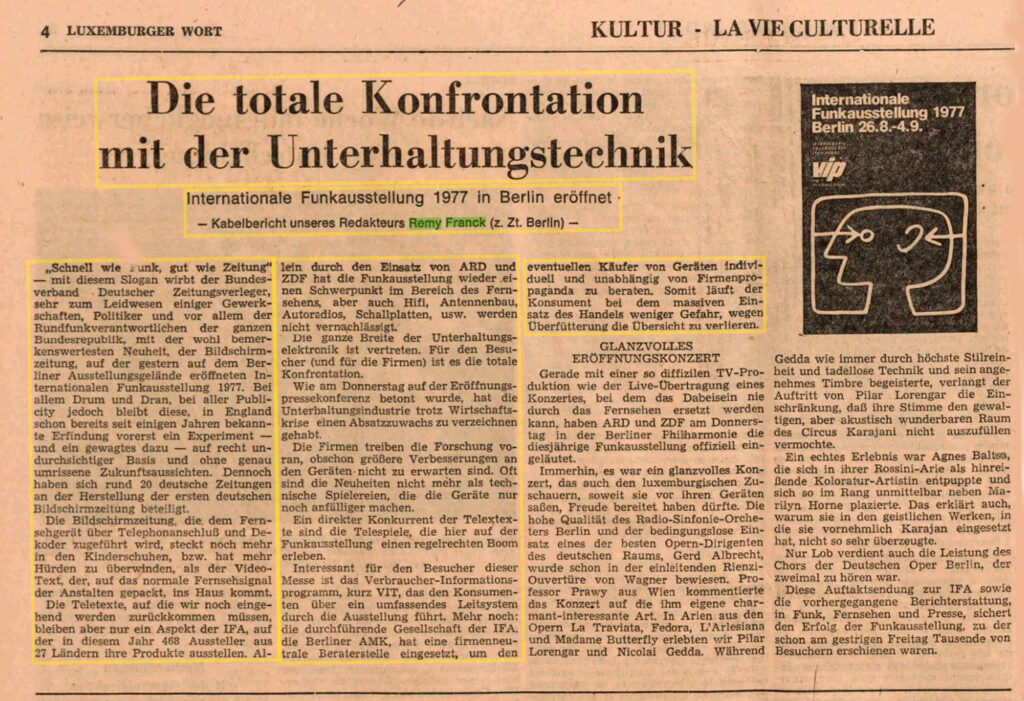 4 LUXEMBURGER WORT
KULTUR - LA VIE CULTURELLE
Die totale Konfrontation
mit der Unterhaltungstechnik
Internationale Funkausstellung 1977 in Berlin eröffnet
— Kabelbericht unseres Redakteurs Remy Franck (z. Zt. Berlin) —
„Schnell wie Funk, gut wie Zeitung“
— mit diesem Slogan wirbt der Bundes-
verband Deutscher Zeitungsverleger,
sehr zum Leidwesen einiger Gewerk-
schaften, Politiker und vor allem der
Rundfunkverantwortlichen der ganzen
Bundesrepublik, mit der wohl bemer-
kenswertesten Neuheit, der Bildschirm-
zeitung, auf der gestern auf dem Ber-
liner Ausstellungsgelände eröffneten In-
ternationalen Funkausstellung 1977. Bei
allem Drum und Dran, bei aller Publi-
city jedoch bleibt diese, in England
schon bereits seit einigen Jahren bekann-
te Erfindung vorerst ein Experiment —
und ein gewagtes dazu — auf recht un-
durchsichtiger Basis und ohne genau
umrissene Zukunftsaussichten. Dennoch
haben sich rund 20 deutsche Zeitungen
an der Herstellung der ersten deutschen
Bildschirmzeitung beteiligt.
Die Bildschirmzeitung, die dem Fern-
sehgerät über Telephonanschluß und De-
koder zugeführt wird, steckt noch mehr
in den Kinderschuhen, bzw. hat mehr
Hürden zu überwinden, als der Video-
Text, der, auf das normale Fernsehsignal
der Anstalten gepackt, ins Haus kommt.
Die Teletexte, auf die wir noch einge-
hend werden zurückkommen müssen,
bleiben aber nur ein Aspekt der IFA, auf
der in diesem Jahr 468 Aussteller aus
27 Ländern ihre Produkte ausstellen. Al-
lein durch den Einsatz von ARD und
ZDF hat die Funkausstellung wieder ei-
nen Schwerpunkt im Bereich des Fern-
sehens, aber auch Hifi, Antennenbau,
Autoradios, Schallplatten, usw. werden
nicht vernachlässigt.
Die ganze Breite der Unterhaltungs-
elektronik ist vertreten. Für den Besu-
cher (und für die Firmen) ist es die totale
Konfrontation.
Wie am Donnerstag auf der Eröffnungs-
pressekonferenz betont wurde, hat die
Unterhaltungsindustrie trotz Wirtschafts-
krise einen Absatzzuwachs zu verzeichnen
gehabt.
Die Firmen treiben die Forschung vo-
ran, obschon größere Verbesserungen an
den Geräten nicht zu erwarten sind. Oft
sind die Neuheiten nicht mehr als tech-
nische Spielereien, die die Geräte nur
noch anfälliger machen.
Ein direkter Konkurrent der Telextex-
te sind die Telespiele, die hier auf der
Funkausstellung einen regelrechten Boom
erleben.
Interessant für den Besucher dieser
Messe ist das Verbraucher-Informations-
programm, kurz VIT, das den Konsumen-
ten über ein umfassendes Leitsystem
durch die Ausstellung führt. Mehr noch:
die durchführende Gesellschaft der IFA,
die Berliner AMK, hat eine firmenneu-
trale Beraterstelle eingesetzt, um den
eventuellen Käufer von Geräten indivi-
duell und unabhängig von Firmenpro-
paganda zu beraten. Somit läuft der
Konsument bei dem massiven Ein-
satz des Handels weniger Gefahr, wegen
Überfütterung die Übersicht zu verlieren.
GLANZVOLLES
ERÖFFNUNGSKONZERT
Gerade mit einer so diffizilen TV-Pro-
duktion wie der Live-Übertragung eines
Konzertes, bei dem das Dabeisein nie
durch das Fernsehen ersetzt werden
kann, haben ARD und ZDF am Donners-
tag in der Berliner Philharmonie die
diesjährige Funkausstellung offiziell ein-
geläutet.
Immerhin, es war ein glanzvolles Kon-
zert, das auch den luxemburgischen Zu-
schauern, soweit sie vor ihren Geräten
saßen, Freude bereitet haben dürfte. Die
hohe Qualität des Radio-Sinfonie-Orche-
ters Berlin und der bedingungslose Ein-
satz eines der besten Opern-Dirigenten
des deutschen Raums, Gerd Albrecht,
wurde schon in der einleitenden Rienzi-
Ouvertüre von Wagner bewiesen. Pro-
fessor Prawy aus Wien kommentierte
das Konzert auf die ihm eigene char-
mant-interessante Art. In Arien aus den
Opern La Traviata, Fedora, L'Arlesiana
und Madame Butterfly erlebten wir Pilar
Lorengar und Nicolai Gedda. Während
Internationale
Funkausstellung 1977
Berlin 26.8.-4.9.
vip
Gedda wie immer durch höchste Stilrein-
heit und tadellose Technik und sein ange-
nehmes Timbre begeisterte, verlangt der
Auftritt von Pilar Lorengar die Ein-
schränkung, daß ihre Stimme den gewal-
tigen, aber akustisch wunderbaren Raum
des Circus Karajani nicht auszufüllen
vermochte.
Ein echtes Erlebnis war Agnes Baltsa,
die sich in ihrer Rossini-Arie als hinrei-
ßende Koloratur-Artistin entpuppte und
sich so im Rang unmittelbar neben Ma-
rilyn Horne plazierte. Das erklärt auch,
warum sie in den geistlichen Werken, in
die sie vornehmlich Karajan eingesetzt
hat, nicht so sehr überzeugte.
Nur Lob verdient auch die Leistung des
Chors der Deutschen Oper Berlin, der
zweimal zu hören war.
Diese Auftaktsendung zur IFA sowie
die vorhergegangene Berichterstattung,
in Funk, Fernsehen und Presse, sichert
den Erfolg der Funkausstellung, zu der
schon am gestrigen Freitag Tausende von
Besuchern erschienen waren.